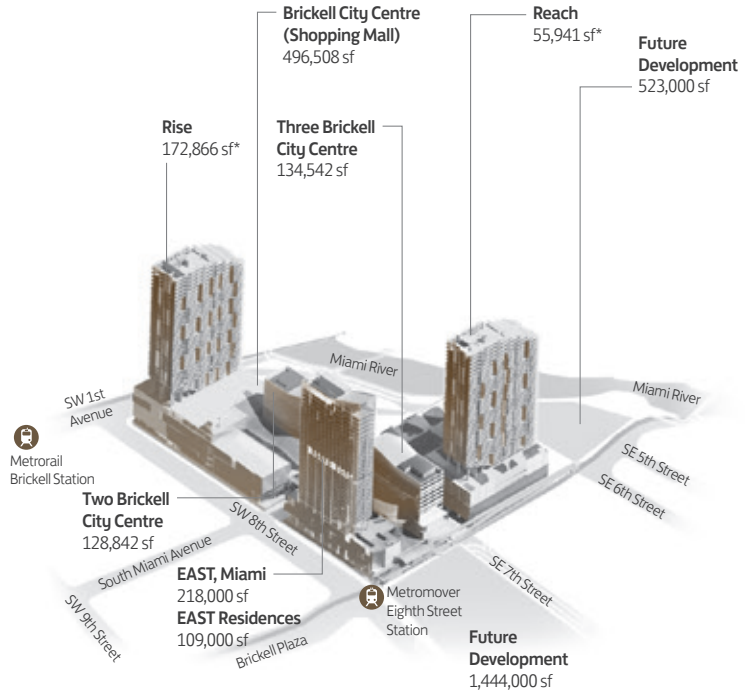 Brickell City Centre
(Shopping Mall)
496,508 sf
Reach
55,941 sf*
Future
Development
523,000 sf
Rise
172,866 sf*
Three Brickell
City Centre
134,542 sf
Miami River
Miami River
SW 1st
Avenue
Metrorail
Brickell Station
SE 5th Street
SE 6th Street
Two Brickell
City Centre
128,842 sf
SW 8th Street
South Miami Avenue
SW 9th Street
EAST, Miami
218,000 sf
EAST Residences
109,000 sf
Brickell Plaza
Metromover
Eighth Street
Station
SE 7th Street
Future
Development
1,444,000 sf